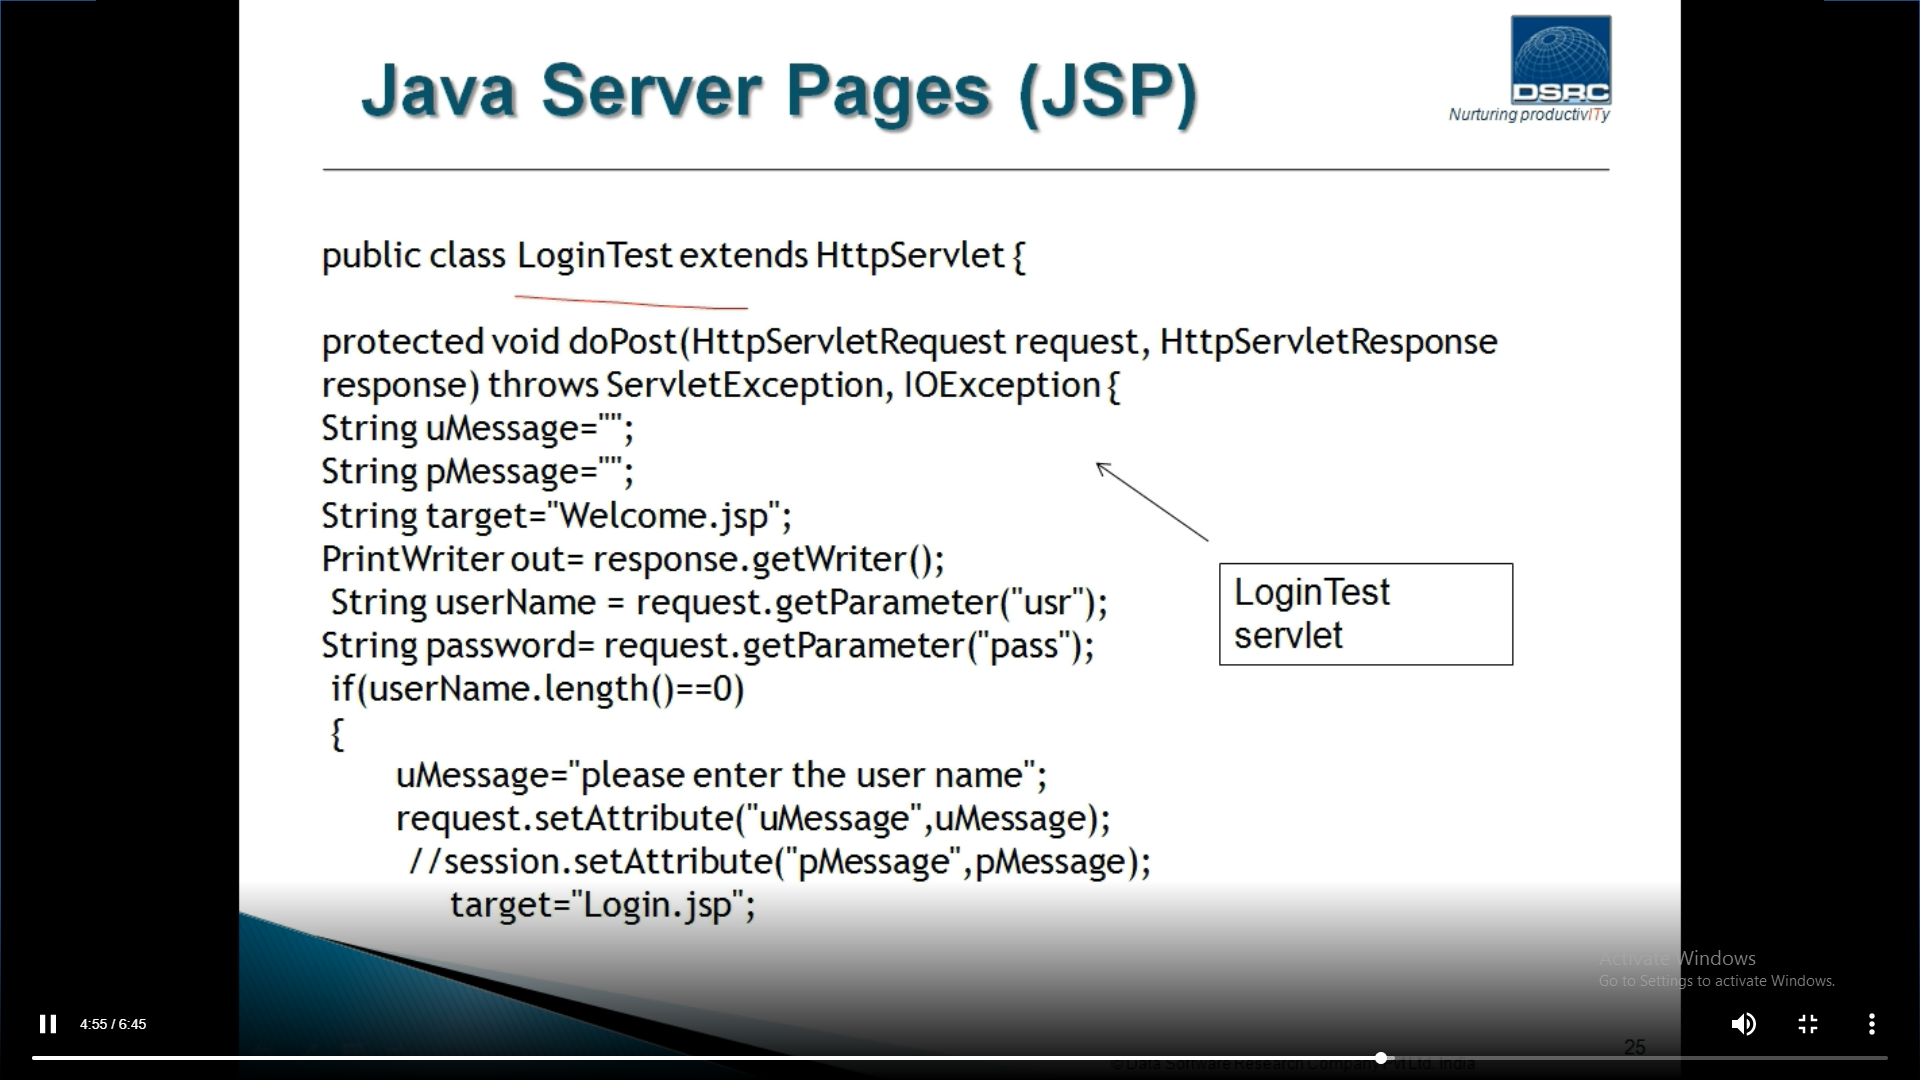 Java Server Pages (JSP)
DSRC
Nurturing productivITy
public class LoginTest extends HttpServlet {
protected void doPost(HttpServletRequest request, HttpServletResponse
response) throws ServletException, IOException {
String uMessage="";
String pMessage="";
String target="Welcome.jsp";
PrintWriter out= response.getWriter();
String userName = request.getParameter("usr");
String password= request.getParameter("pass");
if(userName.length()==0)
{
uMessage="please enter the user name";
request.setAttribute("uMessage",uMessage);
//session.setAttribute("pMessage",pMessage);
target="Login.jsp";
LoginTest
servlet
Activate Windows
Go to Settings to activate Windows.
4:55 / 6:45
25
© Data Software Research Company Pvt Ltd. India